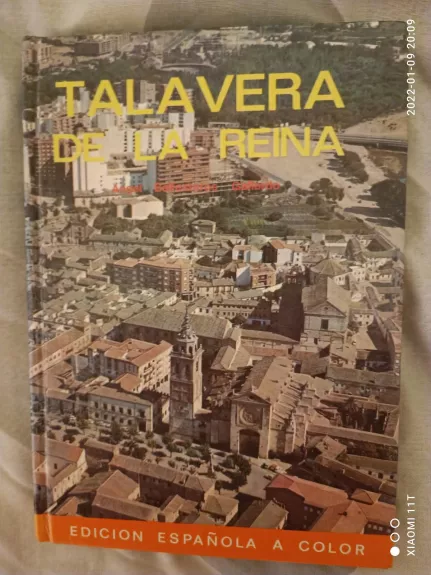 TALAVERA
DE LA REINA
EDICION ESPAÑOLA A COLOR
2022-01-09 20:09
XIAOMI 11T